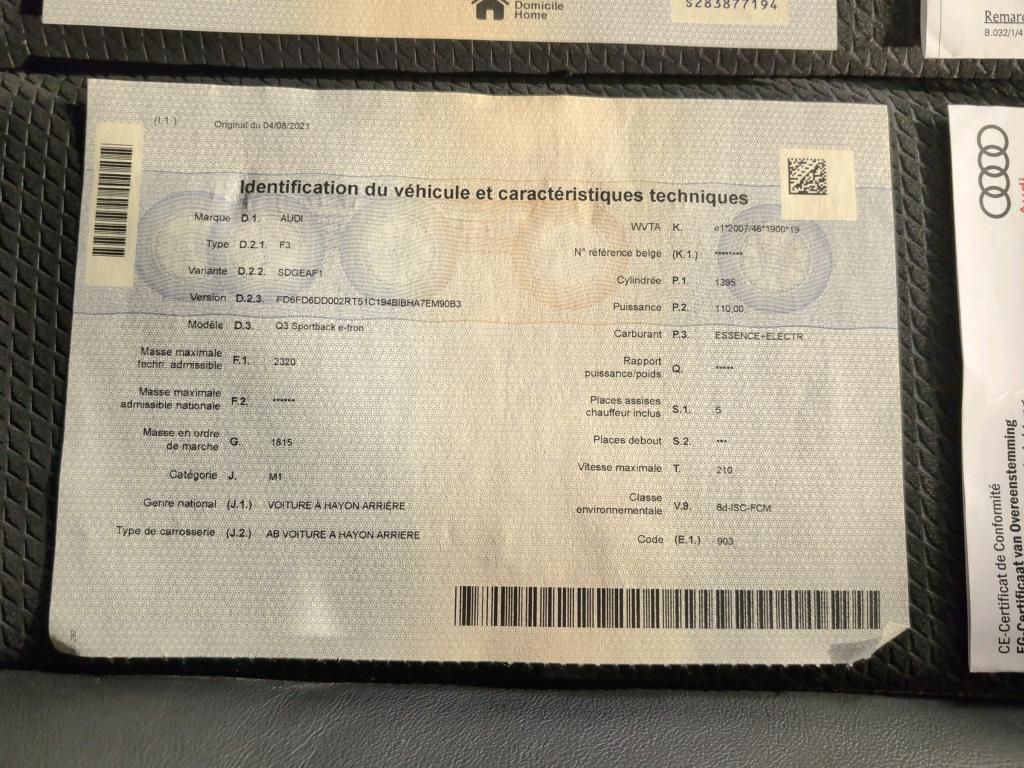 Domicile
Home
S283877194
Remarq
B.032/1/4
(I.1.) Original du 04/08/2021
Identification du véhicule et caractéristiques techniques
Marque D.1. AUDI
Type D.2.1. F3
Variante D.2.2. SDGEAF1
Version D.2.3. FD6FD6DD002RT51C194BIBHA7EM90B3
Modèle D.3. Q3 Sportback e-tron
Masse maximale
techn. admissible F.1. 2320
Masse maximale
admissible nationale F.2. ******
Masse en ordre
de marche G. 1815
Catégorie J. M1
Genre national (J.1.) VOITURE À HAYON ARRIÈRE
Type de carrosserie (J.2.) AB VOITURE A HAYON ARRIERE
WVTA K. e1*2007/46*1900*19
N° référence belge (K.1.) ********
Cylindrée P.1. 1395
Puissance P.2. 110,00
Carburant P.3. ESSENCE+ELECTR
Rapport
puissance/poids Q. *****
Places assises
chauffeur inclus S.1. 5
Places debout S.2. ***
Vitesse maximale T. 210
Classe
environnementale V.9. 6d-ISC-FCM
Code (E.1.) 903
Audi
CE-Certificat de Conformité
EG-Certificaat van Overeenstemming